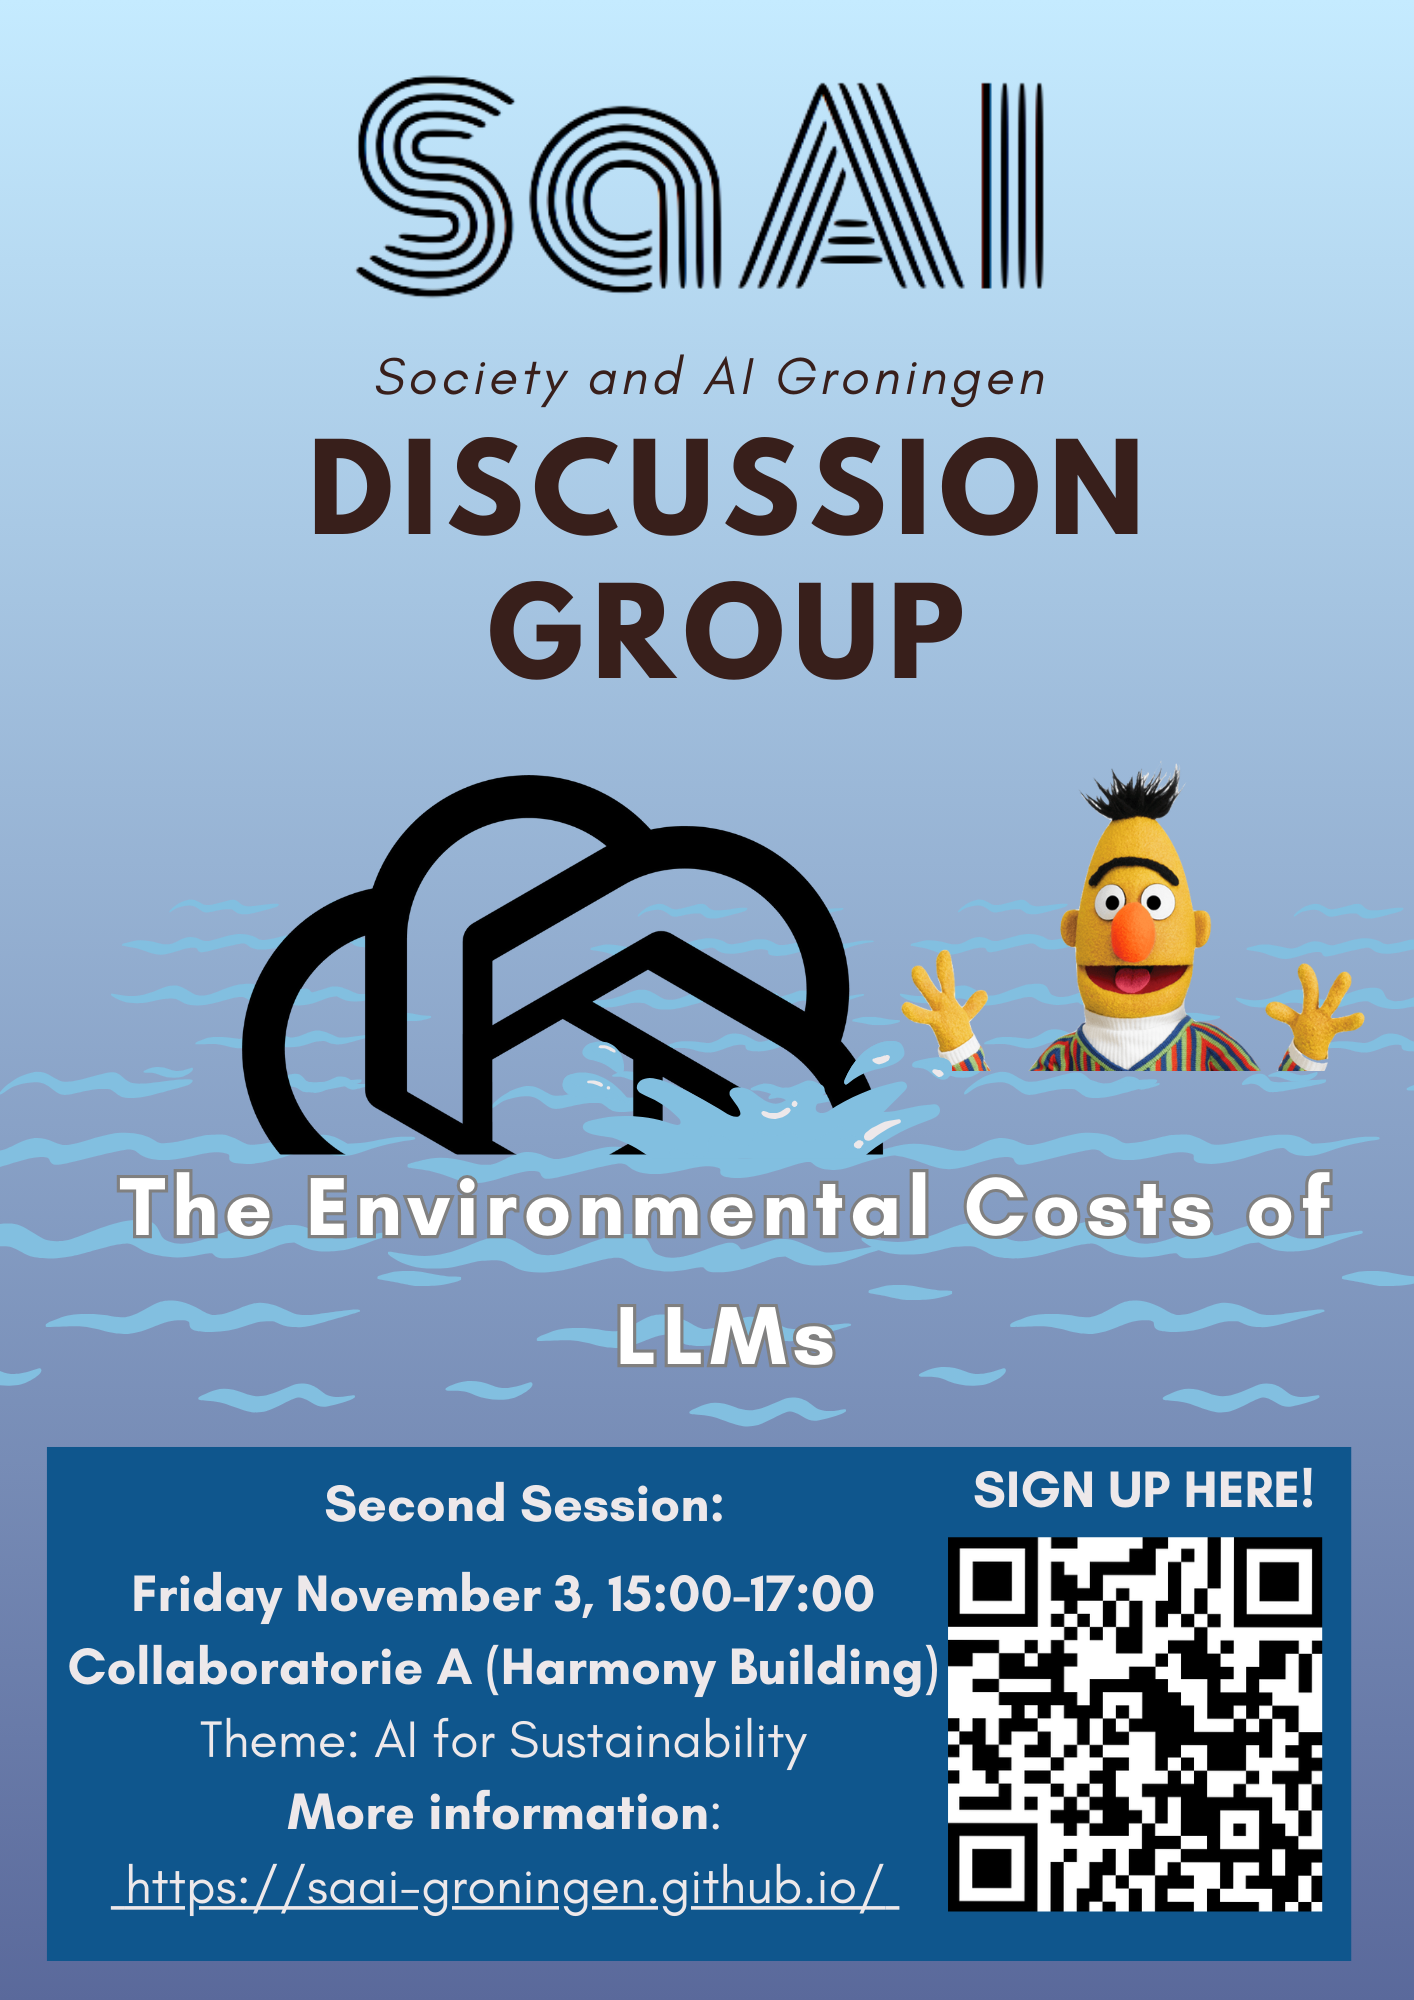 SaAI
Society and AI Groningen
DISCUSSION
GROUP
The Environmental Costs of
LLMs
Second Session:
Friday November 3, 15:00-17:00
Collaboratorie A (Harmony Building)
Theme: AI for Sustainability
More information:
https://saai-groningen.github.io/
SIGN UP HERE!